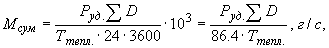 M_сум = (P_уд. ∑ D) / (T_тепл. · 24 · 3600) · 10³ = (P_уд. ∑ D) / (86.4 · T_тепл.) , г / с,